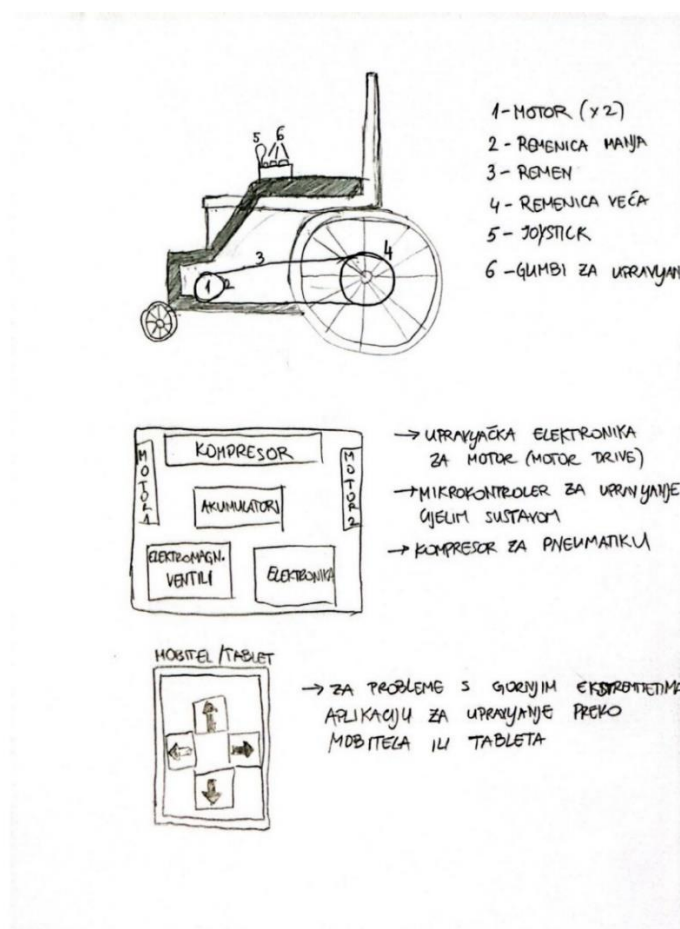 5 6
1 - MOTOR (x2)
2 - REMENICA MANJA
3 - REMEN
4 - REMENICA VEĆA
5 - JOYSTICK
6 - GUMBI ZA UPRAVLJAN
3
4
1
2
→ UPRAVLJAČKA ELEKTRONIKA
ZA MOTOR (MOTOR DRIVE)
→ MIKROKONTROLER ZA UPRAVLJANJE
CIJELIM SUSTAVOM
→ KOMPRESOR ZA PNEUMATIKU
KOMPRESOR
MOTOR 1
MOTOR 2
AKUMULATORI
ELEKTROMAGN.
VENTILI
ELEKTRONIKA
MOBITEL / TABLET
→ ZA PROBLEME S GORNJIM EKSTREMITETIMA
APLIKACIJU ZA UPRAVLJANJE PREKO
MOBITELA ILI TABLETA